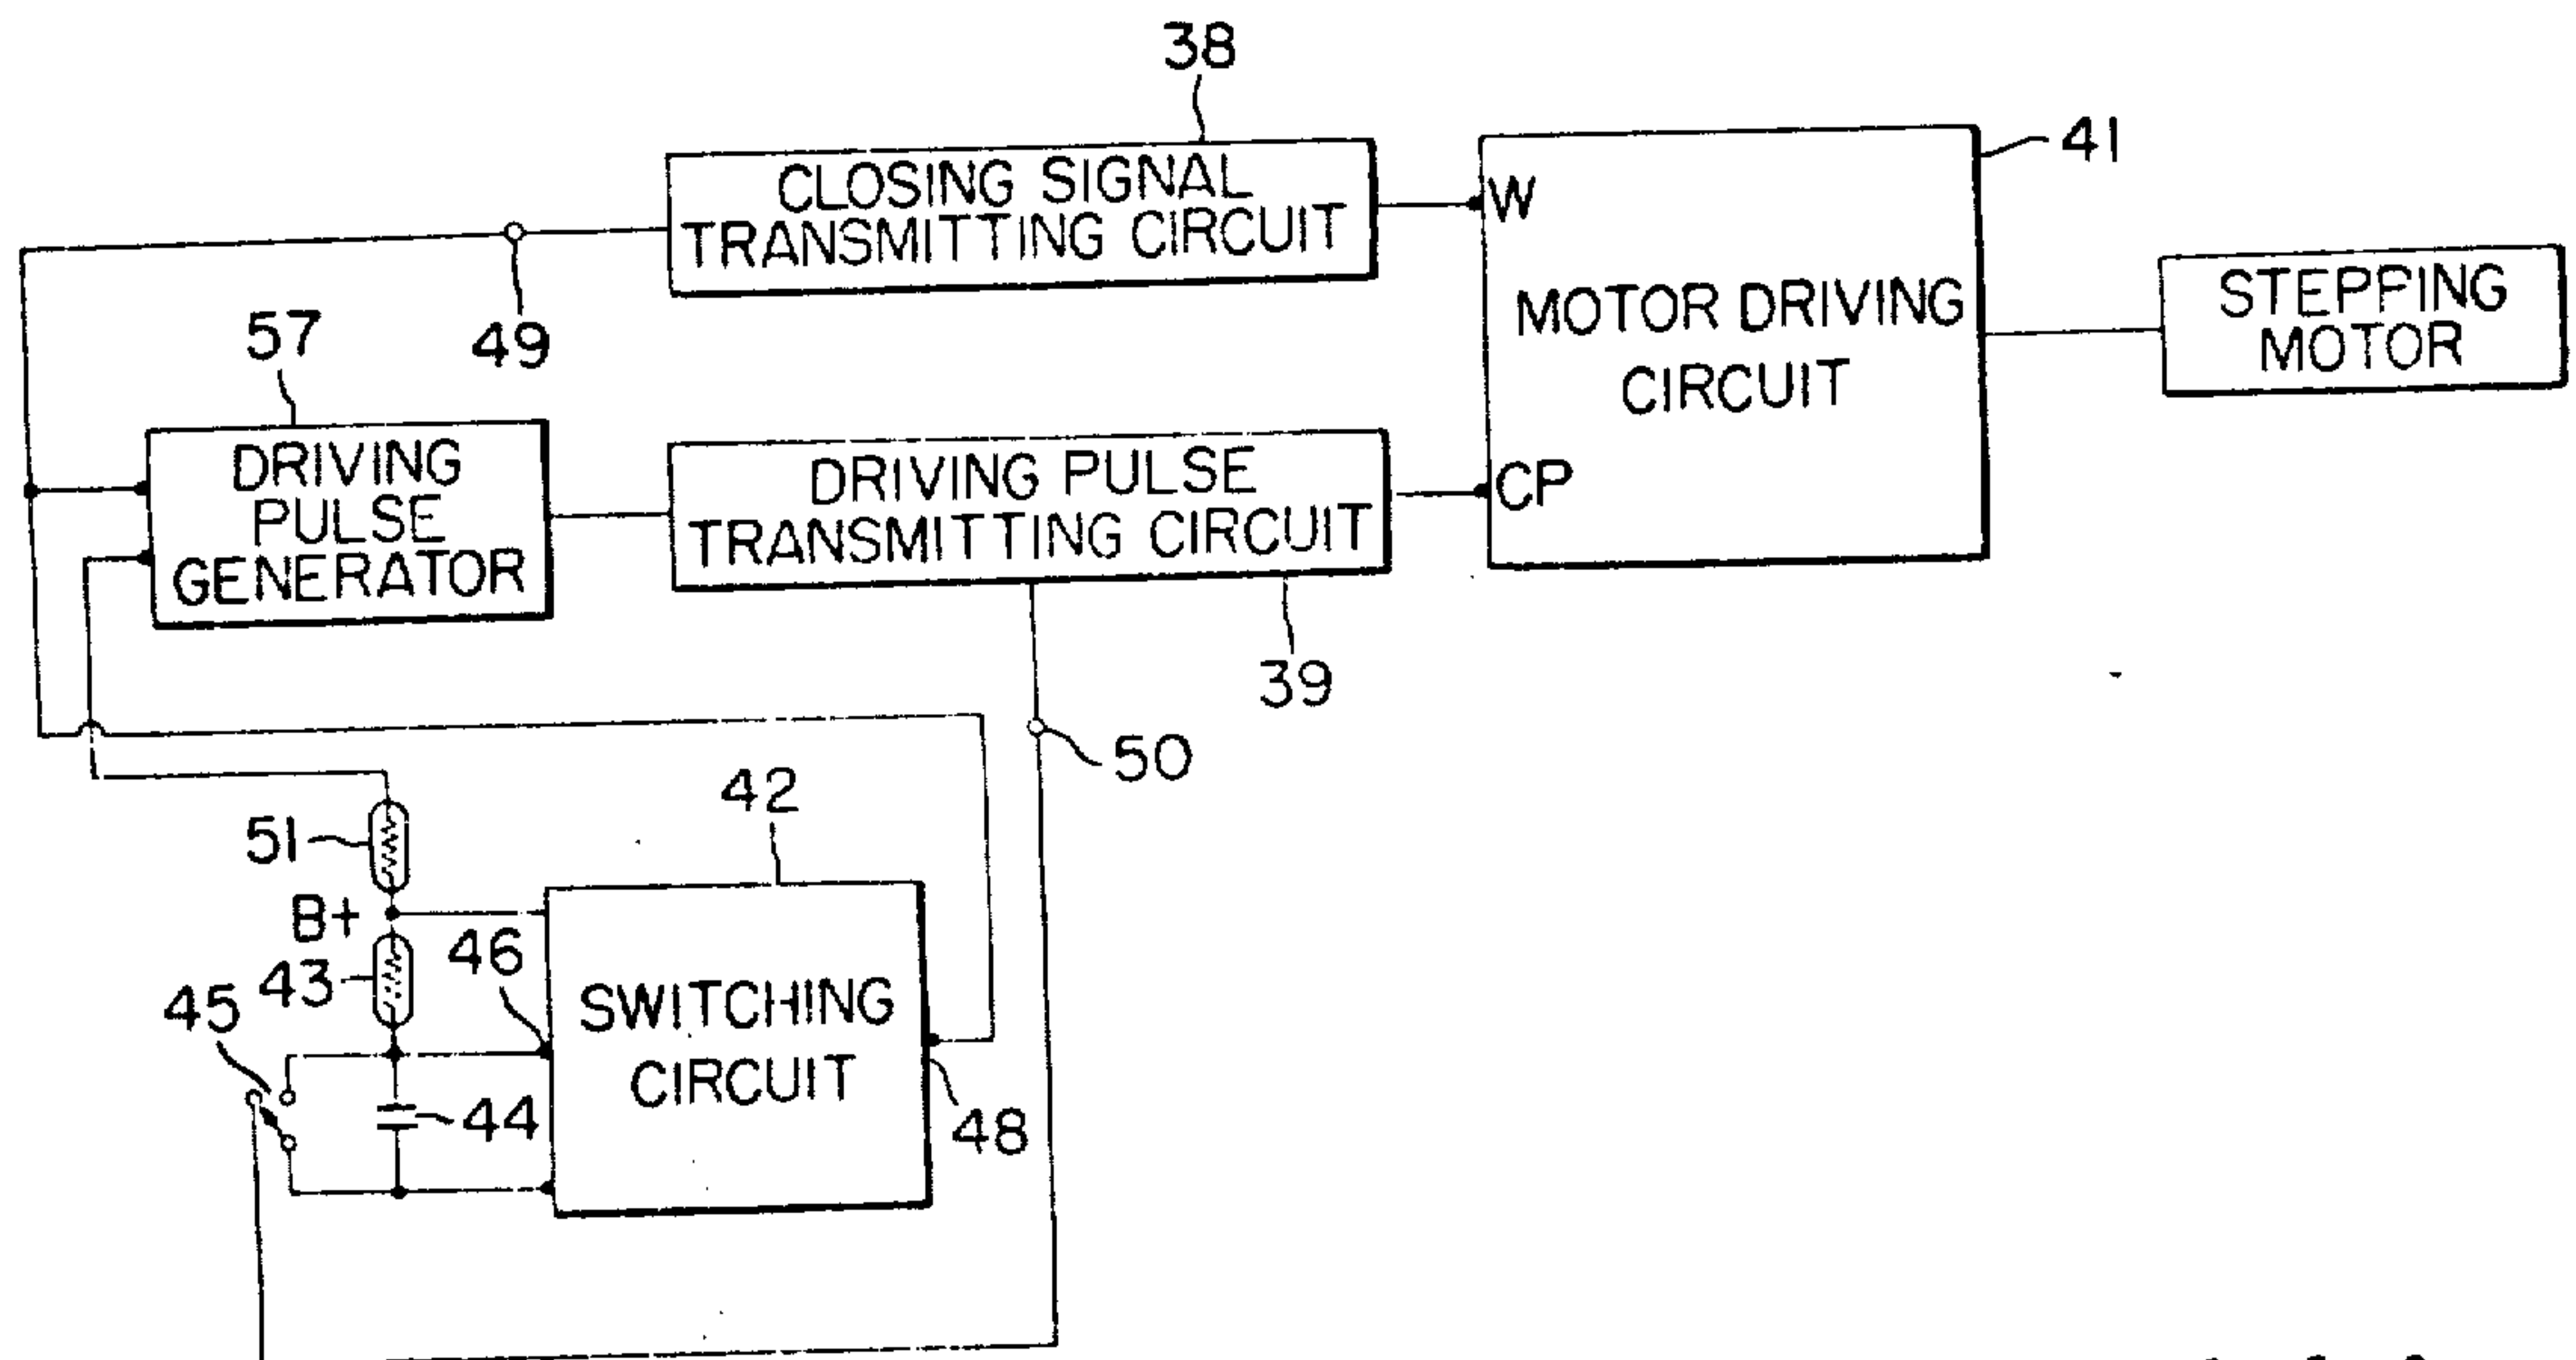 38
CLOSING SIGNAL
TRANSMITTING CIRCUIT
W
41
MOTOR DRIVING
CIRCUIT
STEPPING
MOTOR
49
57
DRIVING
PULSE
GENERATOR
DRIVING PULSE
TRANSMITTING CIRCUIT
CP
39
50
42
51
B+
46
43
45
SWITCHING
CIRCUIT
44
48